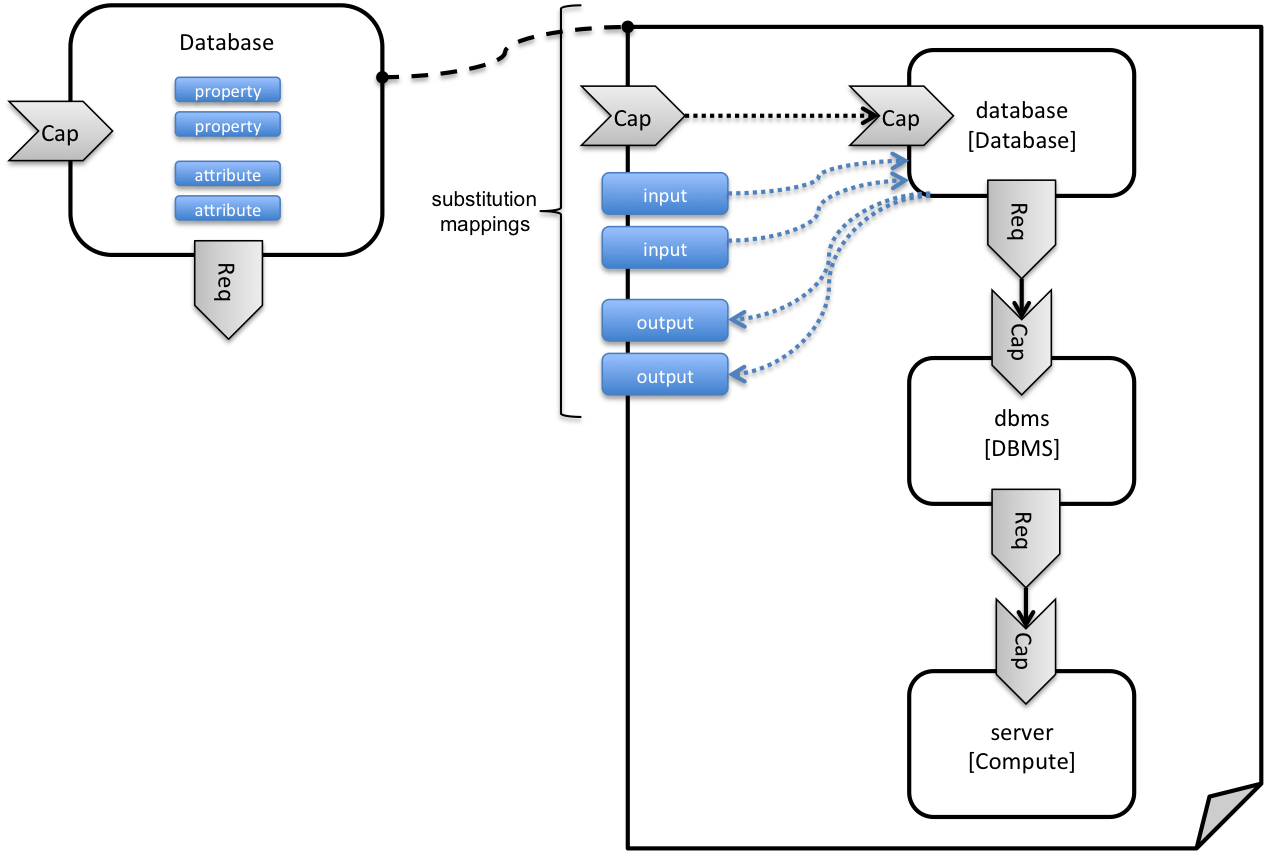 Database
property
property
attribute
attribute
Cap
Req
substitution
mappings
Cap
input
input
output
output
Cap
database
[Database]
Req
Cap
dbms
[DBMS]
Req
Cap
server
[Compute]